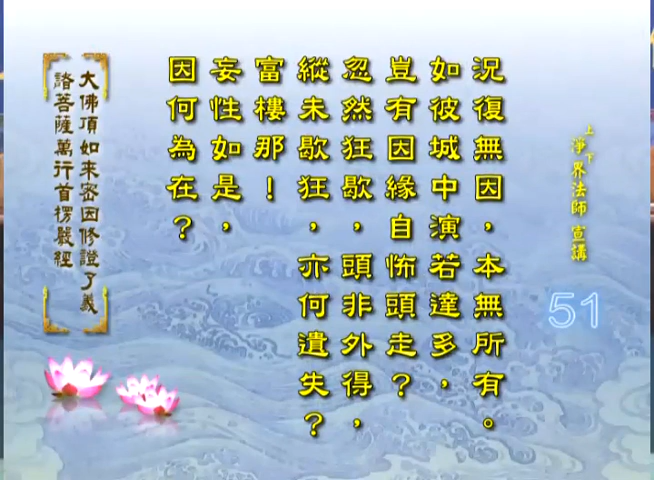 上淨下界法師 宣講
51
況復無因，本無所有。
如彼城中演若達多，
豈有因緣自怖頭走？
忽然狂歇，頭非外得，
縱未歇狂，亦何遺失？
富樓那！
妄性如是，
因何為在？
大佛頂如來密因修證了義
諸菩薩萬行首楞嚴經